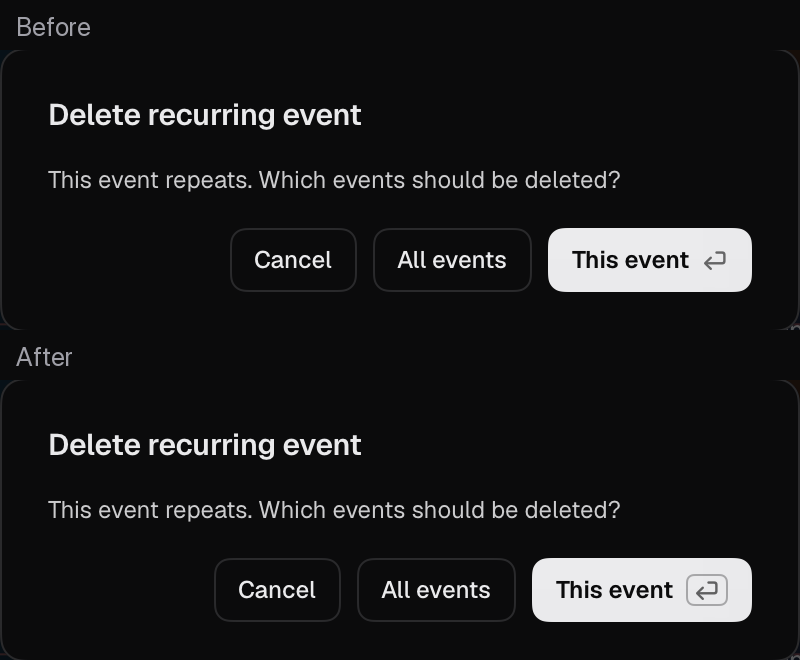 Before
Delete recurring event
This event repeats. Which events should be deleted?
Cancel All events This event
After
Delete recurring event
This event repeats. Which events should be deleted?
Cancel All events This event